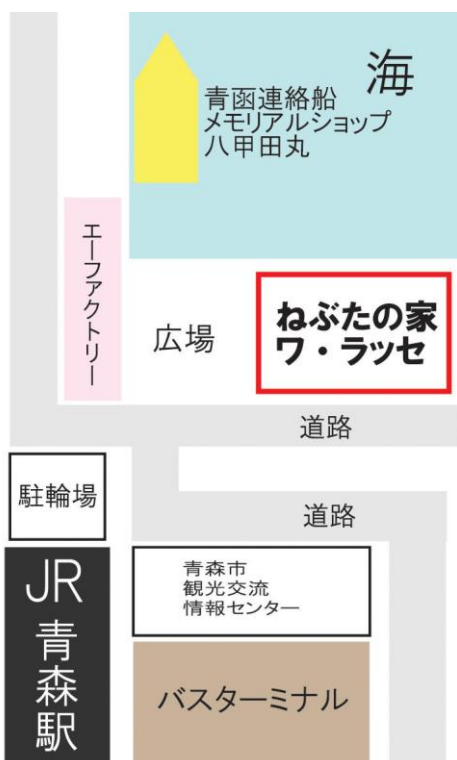 海
青函連絡船
メモリアルショップ
八甲田丸
エーファクトリー
広場
ねぶたの家
ワ・ラッセ
道路
駐輪場
道路
JR
青森駅
青森市
観光交流
情報センター
バスターミナル